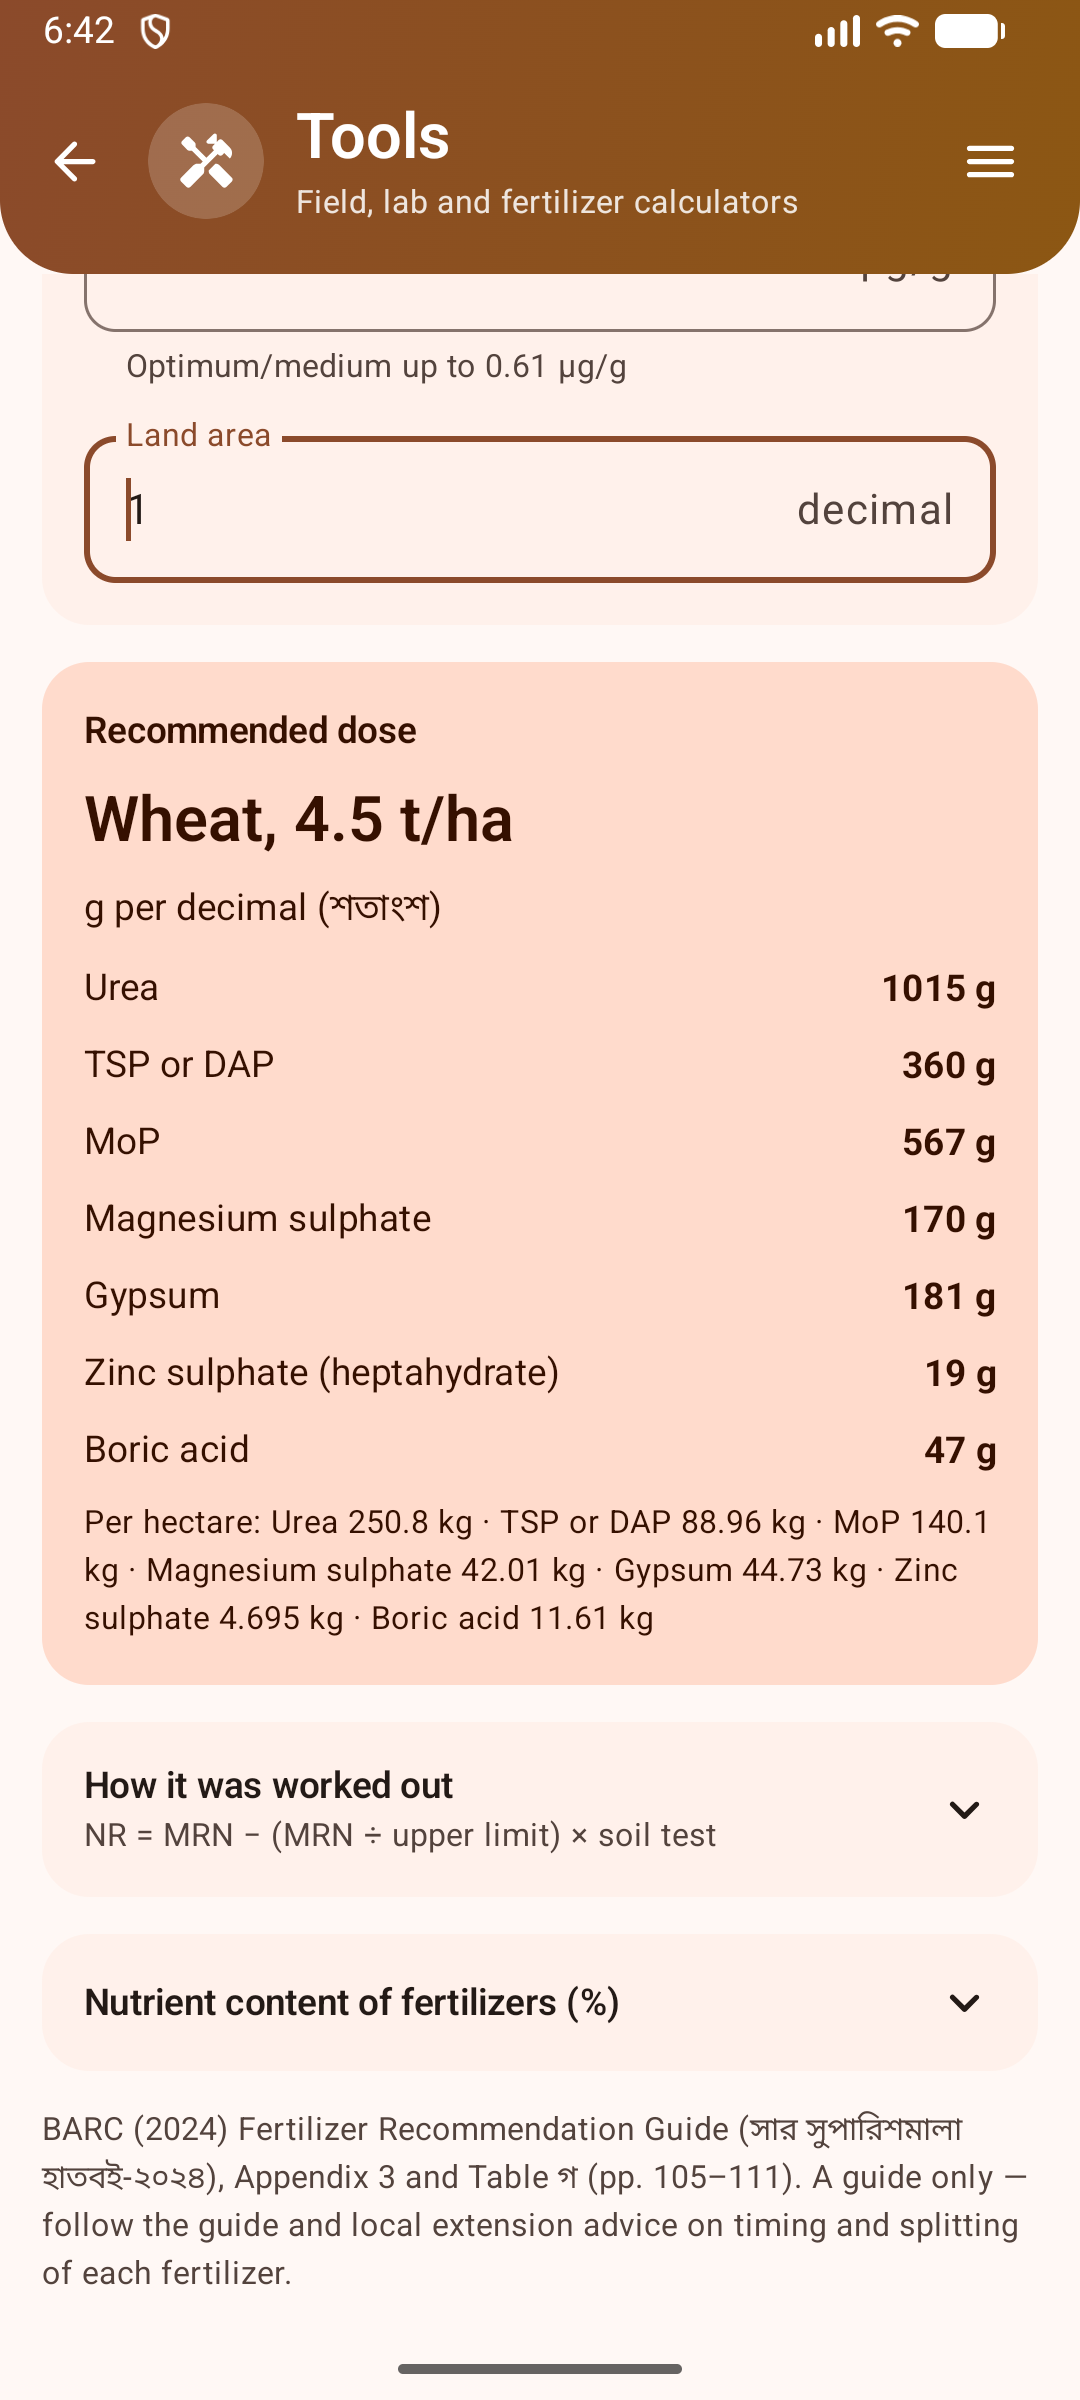 6:42
Tools
Field, lab and fertilizer calculators
Optimum/medium up to 0.61 µg/g
Land area
1 decimal
Recommended dose
Wheat, 4.5 t/ha
g per decimal (শতাংশ)
Urea 1015 g
TSP or DAP 360 g
MoP 567 g
Magnesium sulphate 170 g
Gypsum 181 g
Zinc sulphate (heptahydrate) 19 g
Boric acid 47 g
Per hectare: Urea 250.8 kg · TSP or DAP 88.96 kg · MoP 140.1
kg · Magnesium sulphate 42.01 kg · Gypsum 44.73 kg · Zinc
sulphate 4.695 kg · Boric acid 11.61 kg
How it was worked out
NR = MRN − (MRN ÷ upper limit) × soil test
Nutrient content of fertilizers (%)
BARC (2024) Fertilizer Recommendation Guide (সার সুপারিশমালা
হাতবই-২০২৪), Appendix 3 and Table গ (pp. 105–111). A guide only —
follow the guide and local extension advice on timing and splitting
of each fertilizer.